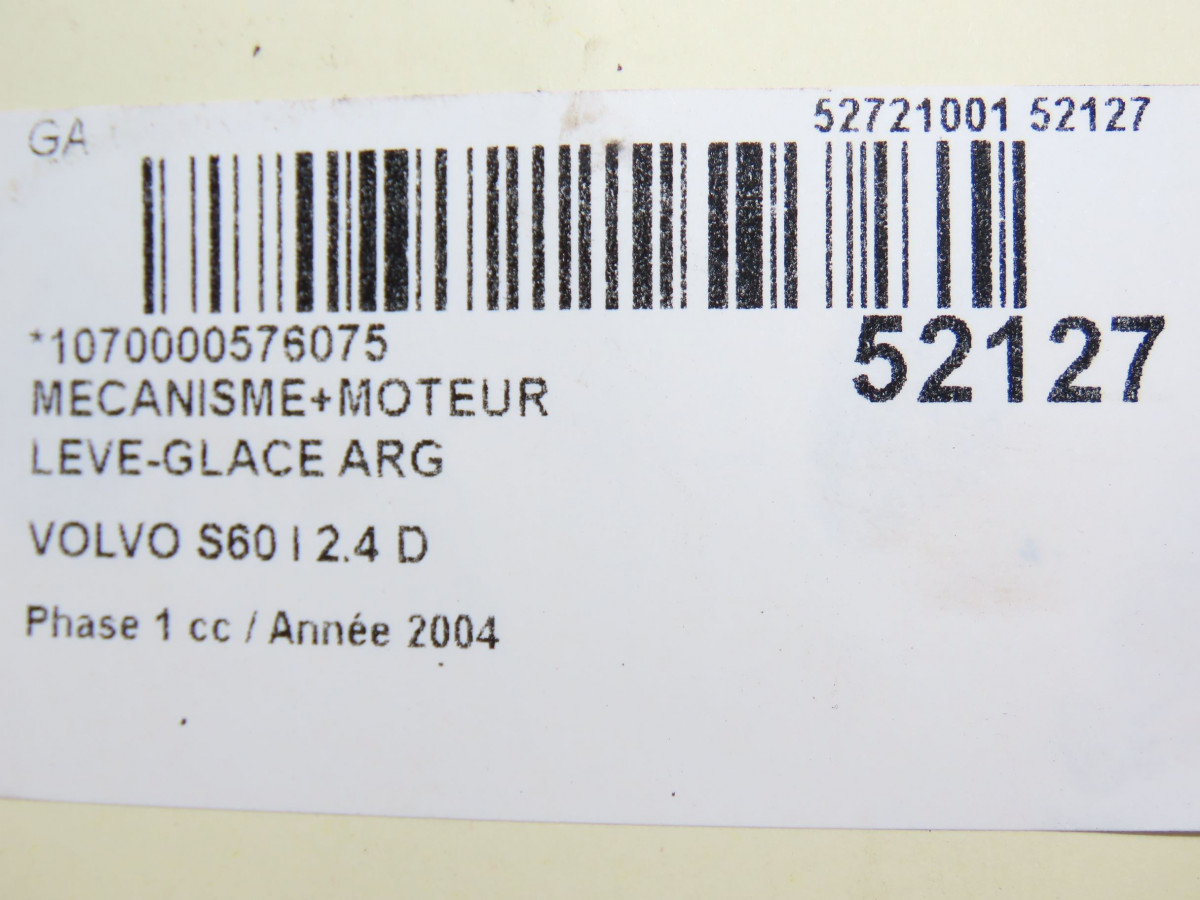 GA
52721001 52127
*1070000576075
52127
MECANISME+MOTEUR
LEVE-GLACE ARG
VOLVO S60 I 2.4 D
Phase 1 cc / Année 2004